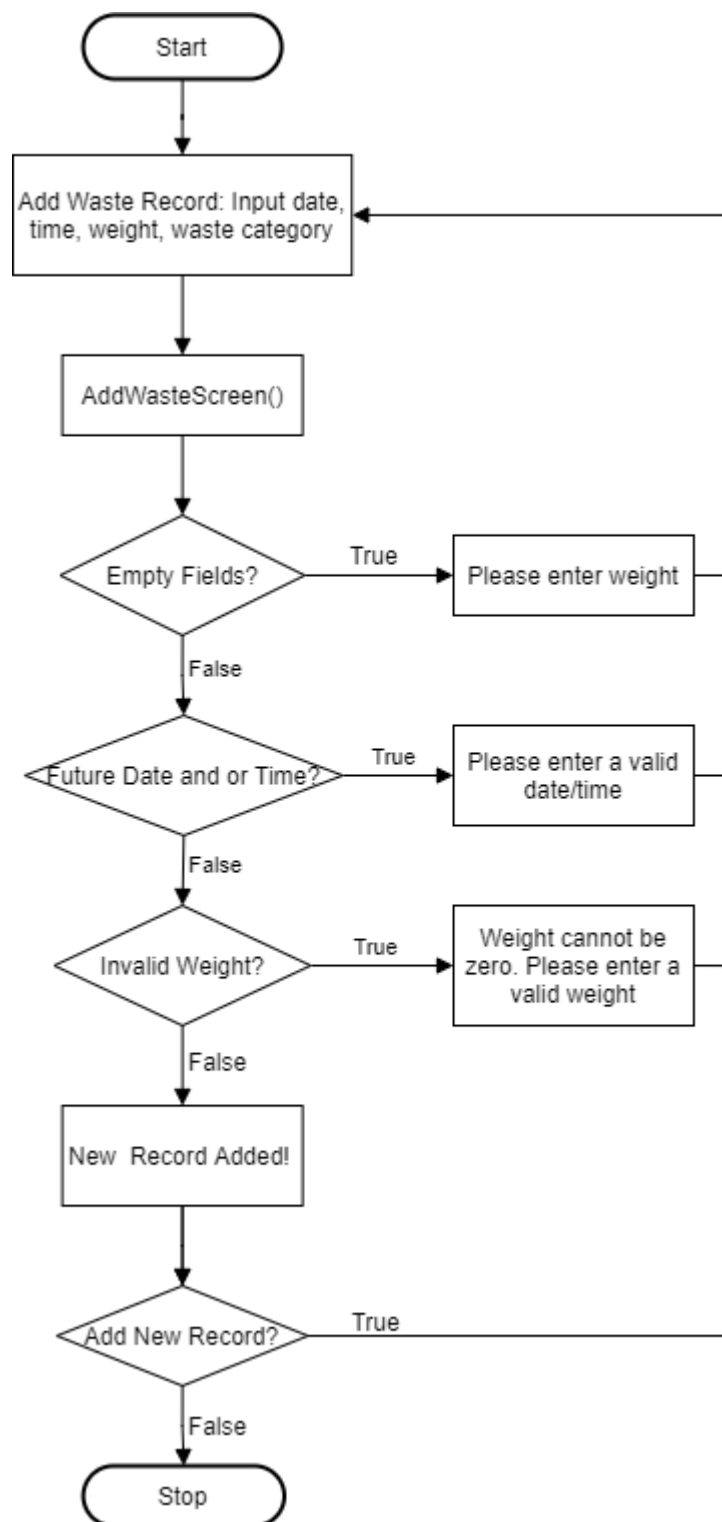 Start
Add Waste Record: Input date,
time, weight, waste category
AddWasteScreen()
Empty Fields?
True
Please enter weight
False
Future Date and or Time?
True
Please enter a valid
date/time
False
Invalid Weight?
True
Weight cannot be
zero. Please enter a
valid weight
False
New  Record Added!
Add New Record?
True
False
Stop